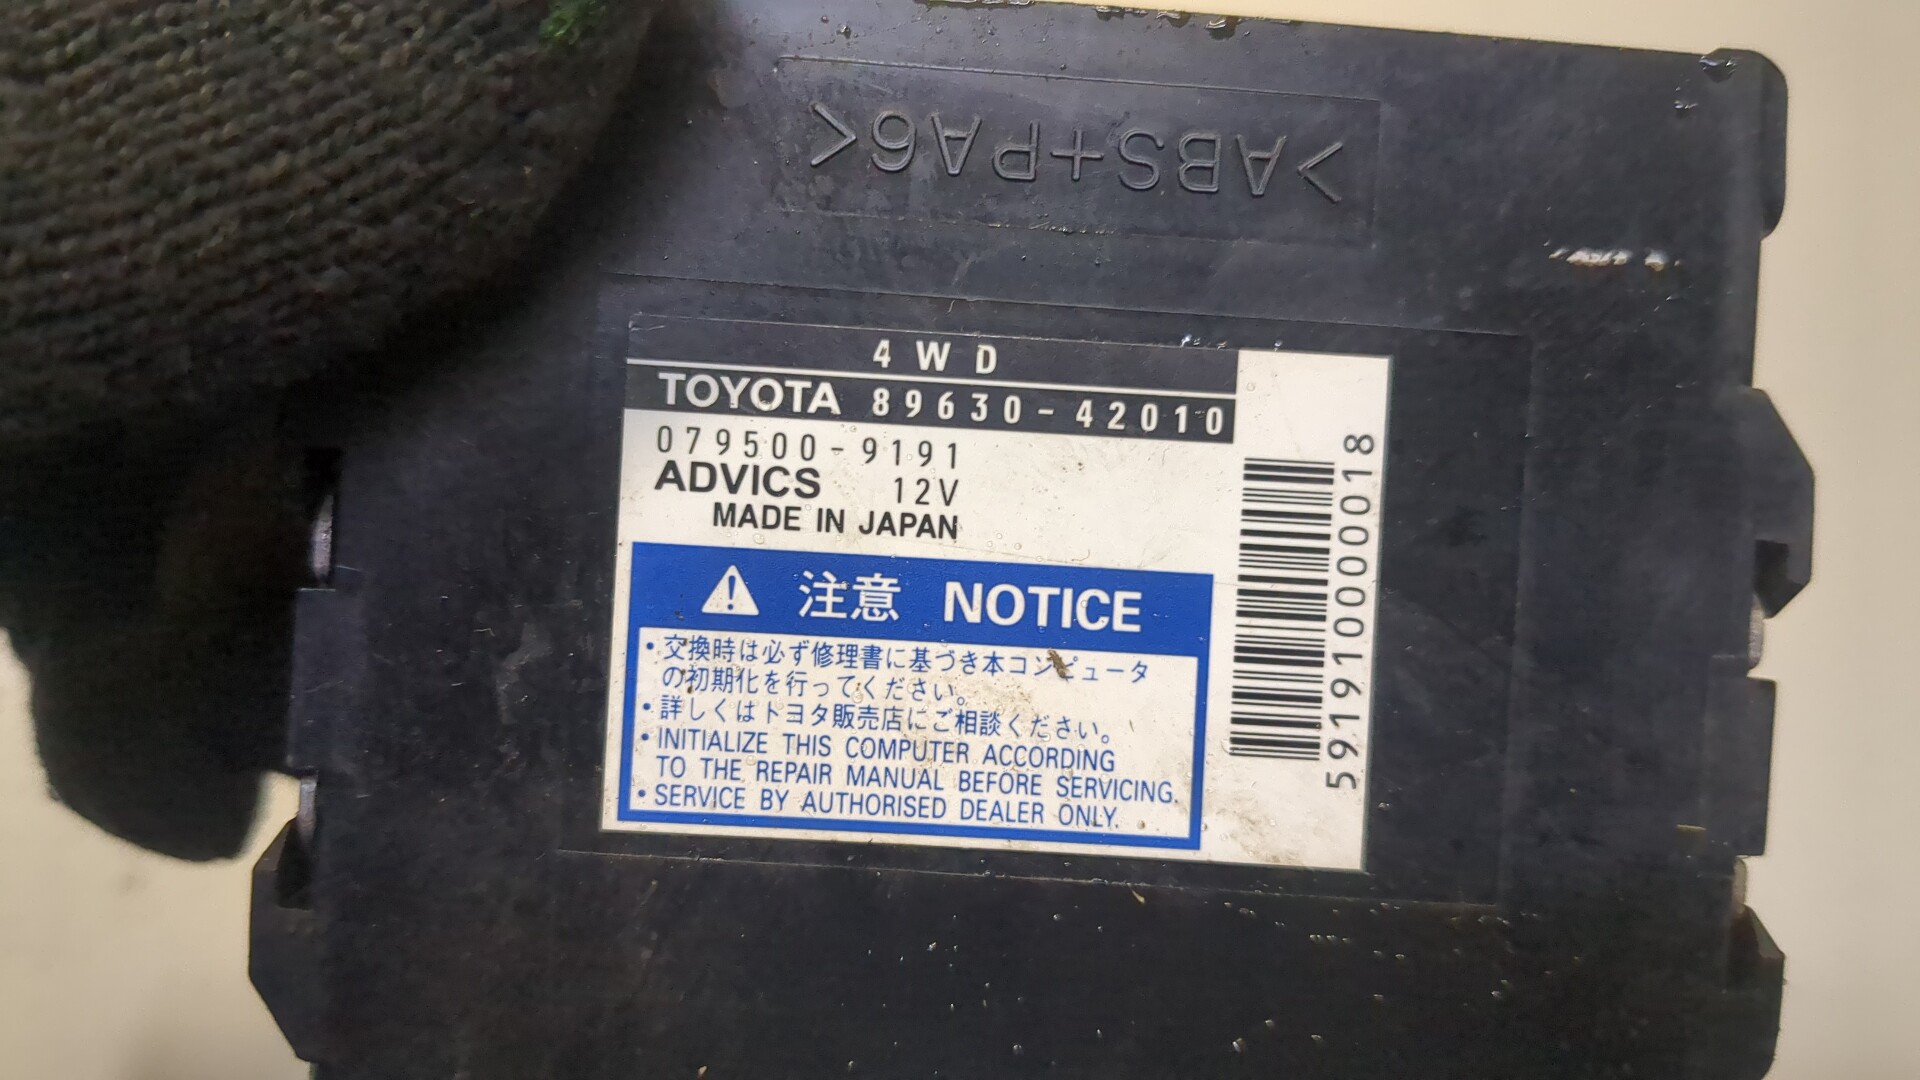 >ABS+PA6<
4WD
TOYOTA 89630-42010
079500-9191
ADVICS 12V
MADE IN JAPAN
注意 NOTICE
・交換時は必ず修理書に基づき本コンピュータ
の初期化を行ってください。
・詳しくはトヨタ販売店にご相談ください。
・INITIALIZE THIS COMPUTER ACCORDING
TO THE REPAIR MANUAL BEFORE SERVICING.
・SERVICE BY AUTHORISED DEALER ONLY.
59191000000018